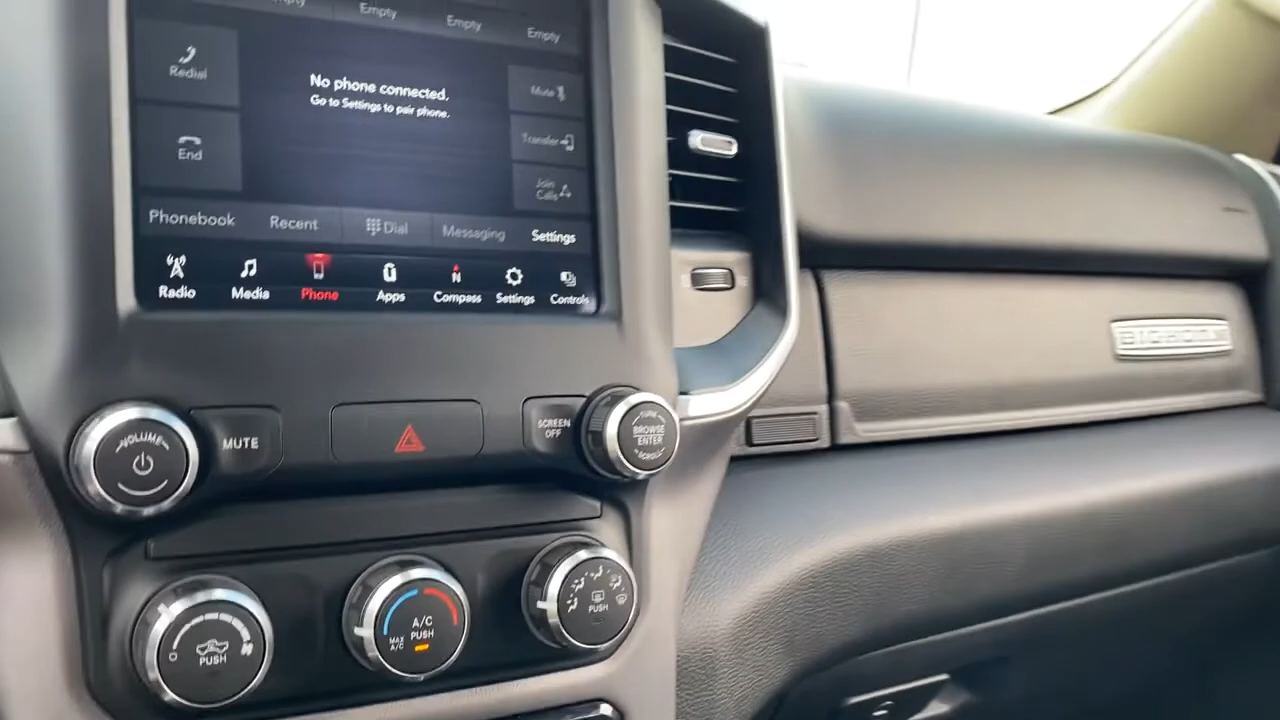 Empty
Empty
Empty
Redial
No phone connected.
Go to Settings to pair phone.
Mute
Transfer
End
Join
Calls
Phonebook
Recent
Dial
Messaging
Settings
Radio
Media
Phone
N
Apps
Compass
Settings
Controls
VOLUME
MUTE
SCREEN
OFF
TURN
BROWSE
ENTER
SCROLL
O
PUSH
A/C
PUSH
MAX
A/C
PUSH